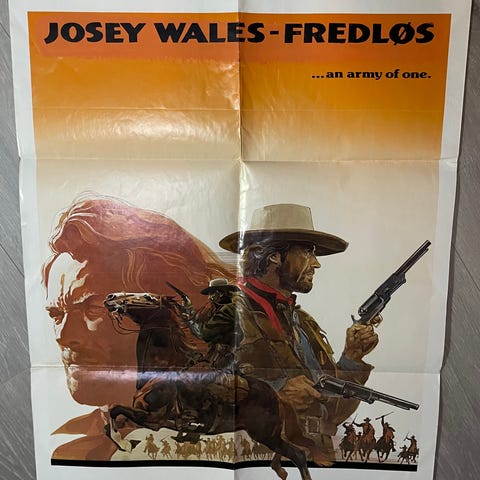 JOSEY WALES - FREDLØS
...an army of one.